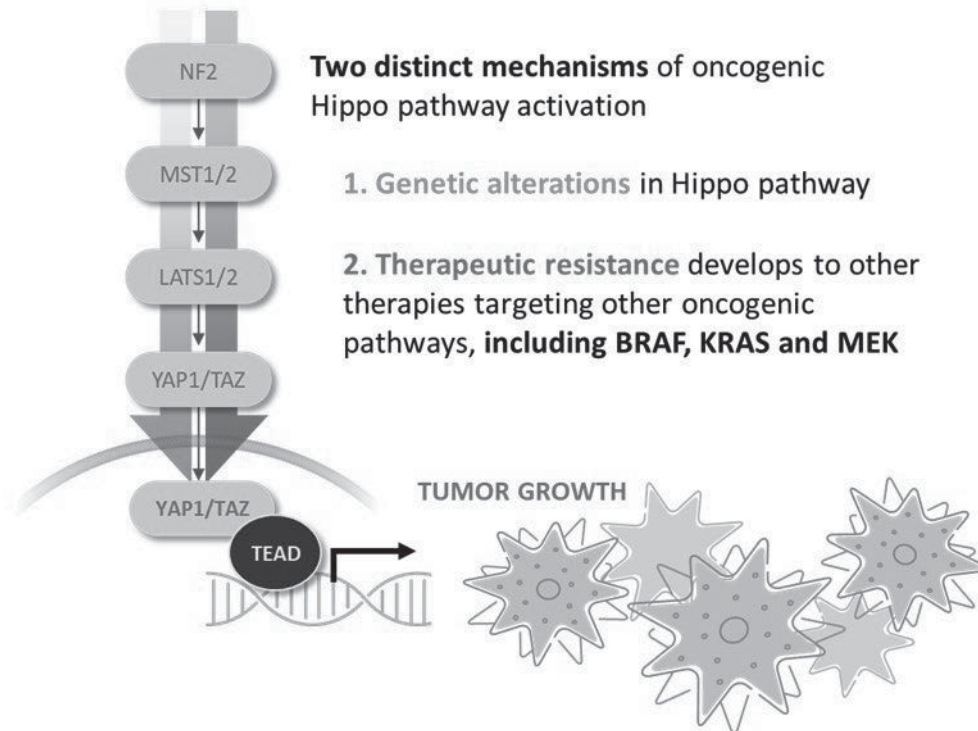 NF2
MST1/2
LATS1/2
YAP1/TAZ
YAP1/TAZ
TEAD
Two distinct mechanisms of oncogenic
Hippo pathway activation
1. Genetic alterations in Hippo pathway
2. Therapeutic resistance develops to other
therapies targeting other oncogenic
pathways, including BRAF, KRAS and MEK
TUMOR GROWTH